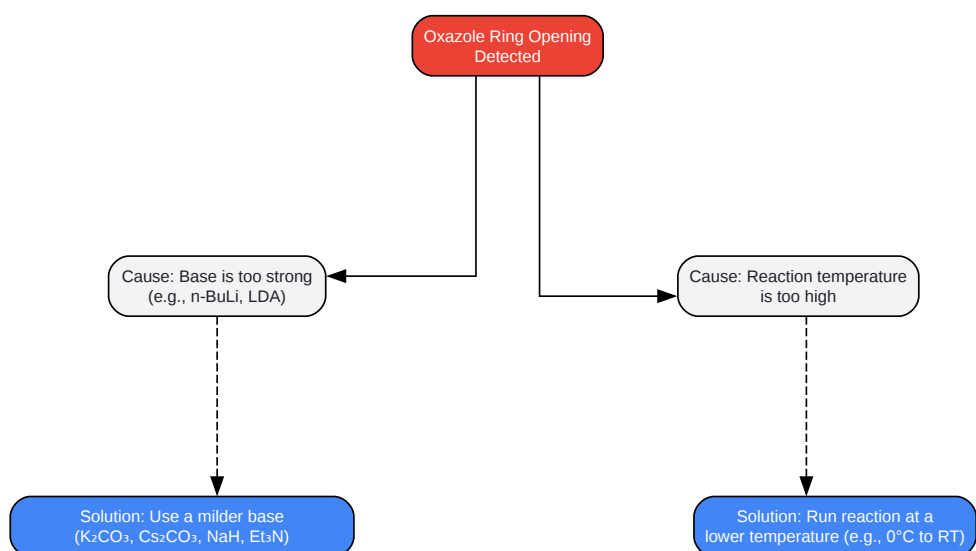 Oxazole Ring Opening
Detected
Cause: Base is too strong
(e.g., n-BuLi, LDA)
Cause: Reaction temperature
is too high
Solution: Use a milder base
(K₂CO₃, Cs₂CO₃, NaH, Et₃N)
Solution: Run reaction at a
lower temperature (e.g., 0°C to RT)